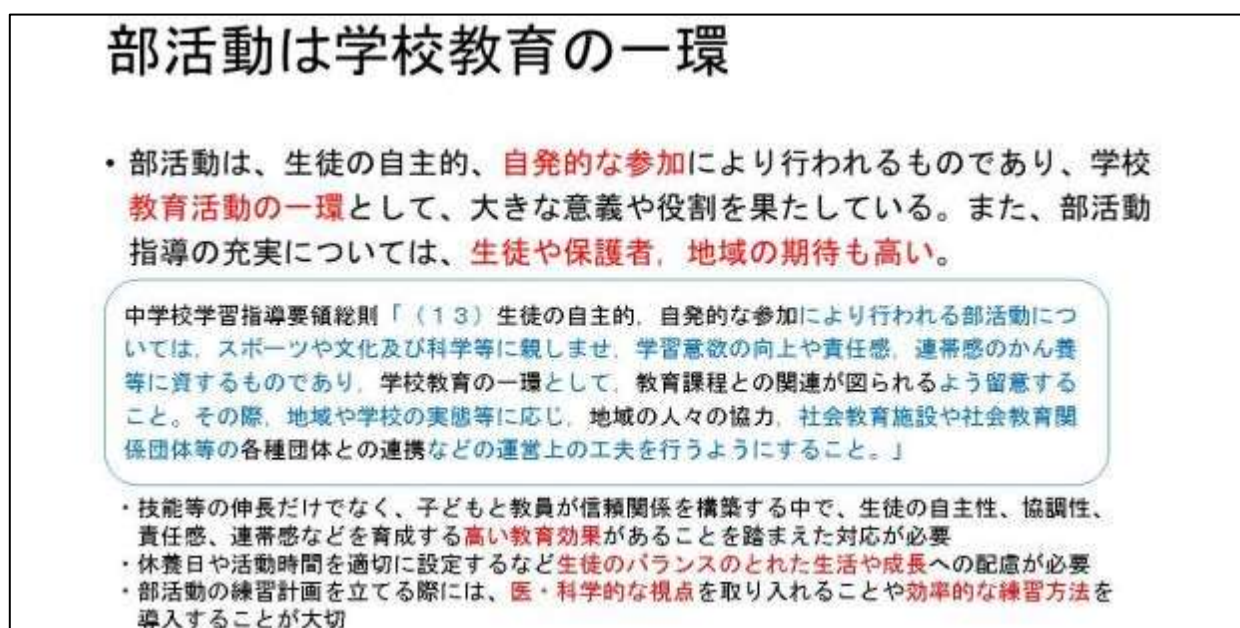 部活動は学校教育の一環
・部活動は、生徒の自主的、自発的な参加により行われるものであり、学校
教育活動の一環として、大きな意義や役割を果たしている。また、部活動
指導の充実については、生徒や保護者，地域の期待も高い。
中学校学習指導要領総則「（１３）生徒の自主的，自発的な参加により行われる部活動につ
いては，スポーツや文化及び科学等に親しませ，学習意欲の向上や責任感，連帯感のかん養
等に資するものであり，学校教育の一環として，教育課程との関連が図られるよう留意する
こと。その際，地域や学校の実態等に応じ，地域の人々の協力，社会教育施設や社会教育関
係団体等の各種団体との連携などの運営上の工夫を行うようにすること。」
・技能等の伸長だけでなく、子どもと教員が信頼関係を構築する中で、生徒の自主性、協調性、
責任感、連帯感などを育成する高い教育効果があることを踏まえた対応が必要
・休養日や活動時間を適切に設定するなど生徒のバランスのとれた生活や成長への配慮が必要
・部活動の練習計画を立てる際には、医・科学的な視点を取り入れることや効率的な練習方法を
導入することが大切